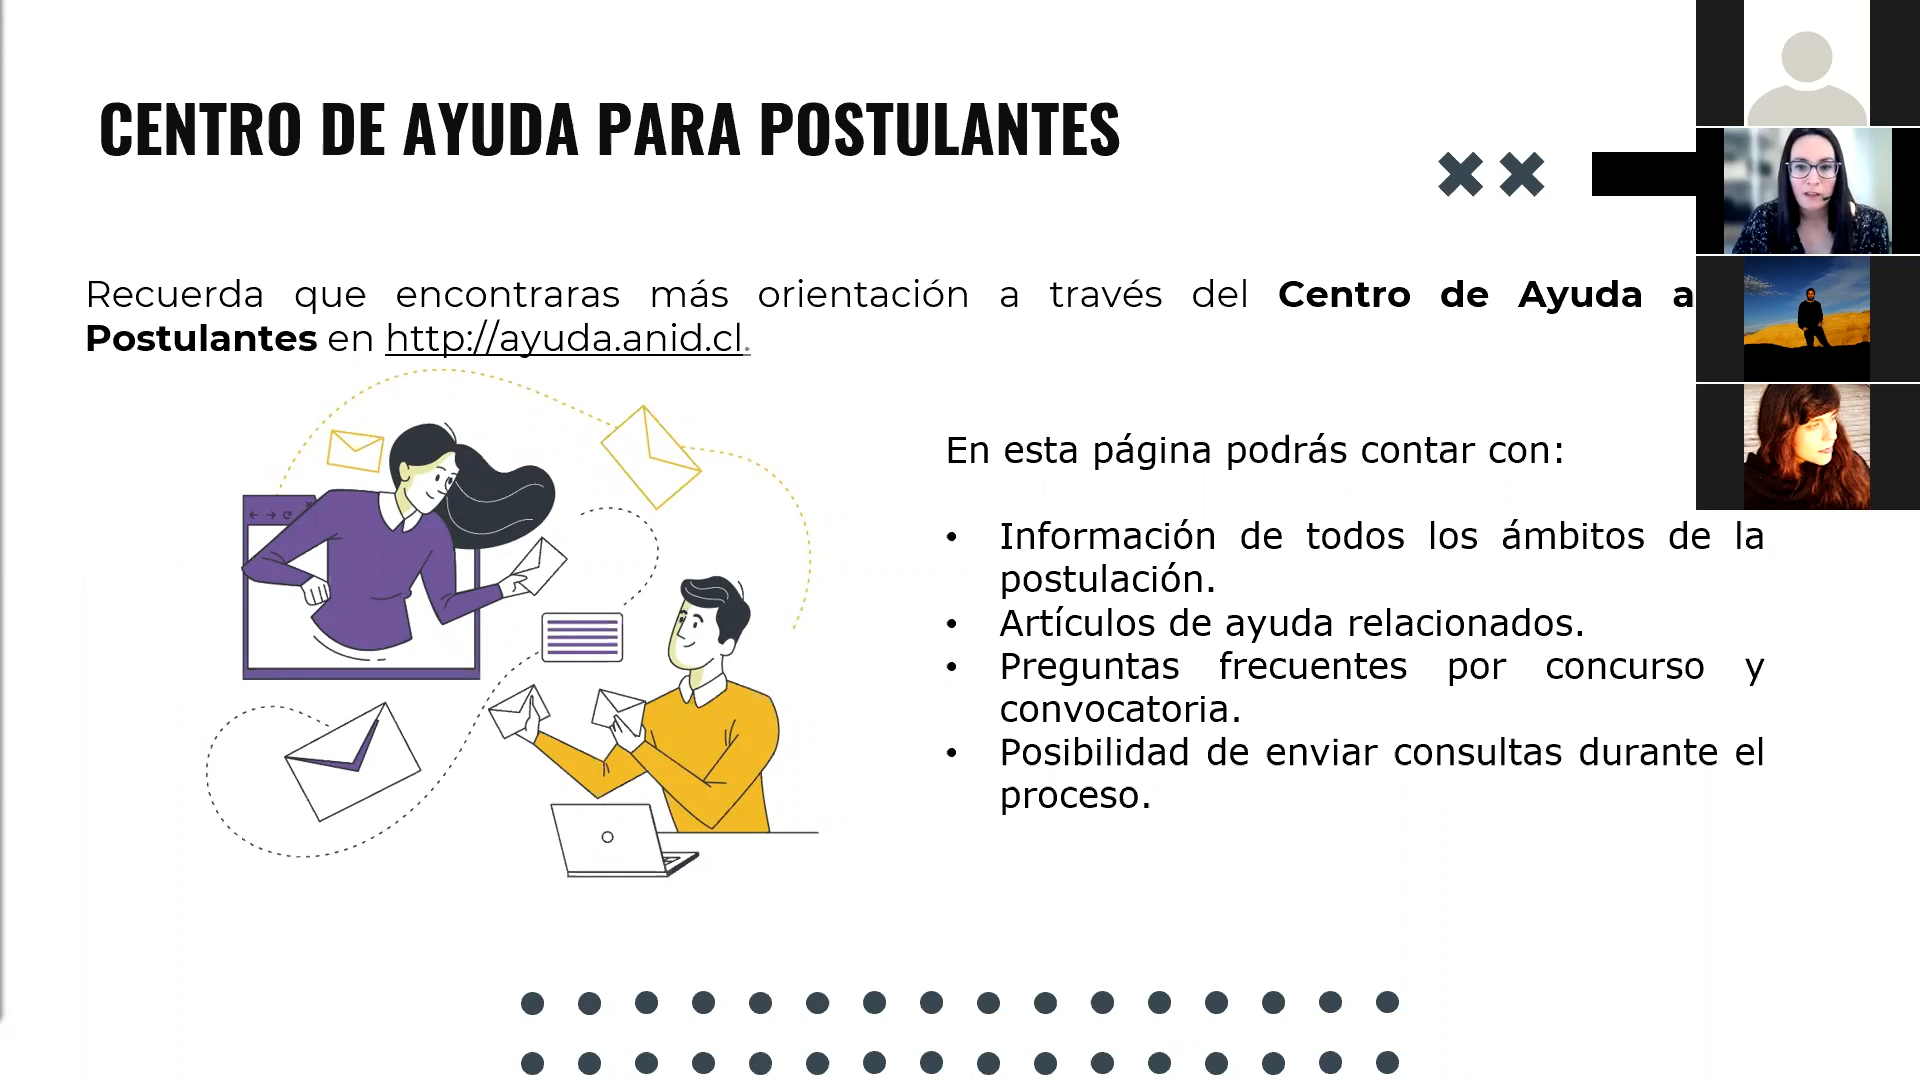 CENTRO DE AYUDA PARA POSTULANTES
Recuerda que encontraras más orientación a través del Centro de Ayuda a
Postulantes en http://ayuda.anid.cl.
En esta página podrás contar con:
• Información de todos los ámbitos de la
postulación.
• Artículos de ayuda relacionados.
• Preguntas frecuentes por concurso y
convocatoria.
• Posibilidad de enviar consultas durante el
proceso.